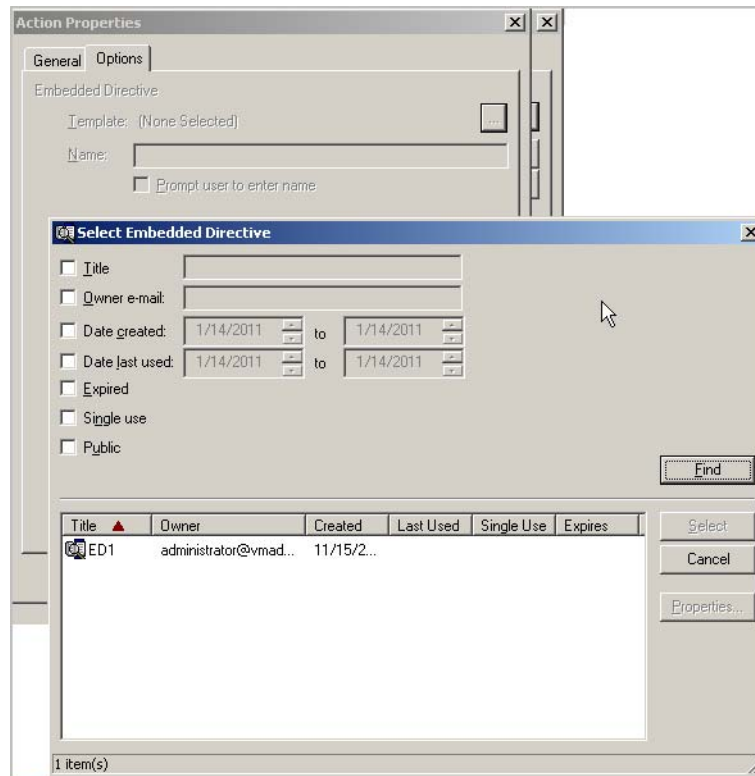 Action Properties
General Options
Embedded Directive
Template: (None Selected) ...
Name:
Prompt user to enter name
Select Embedded Directive
Title
Owner e-mail:
Date created: 1/14/2011 to 1/14/2011
Date last used: 1/14/2011 to 1/14/2011
Expired
Single use
Public
Find
Title Owner Created Last Used Single Use Expires
ED1 administrator@vmad... 11/15/2...
Select
Cancel
Properties...
1 item(s)